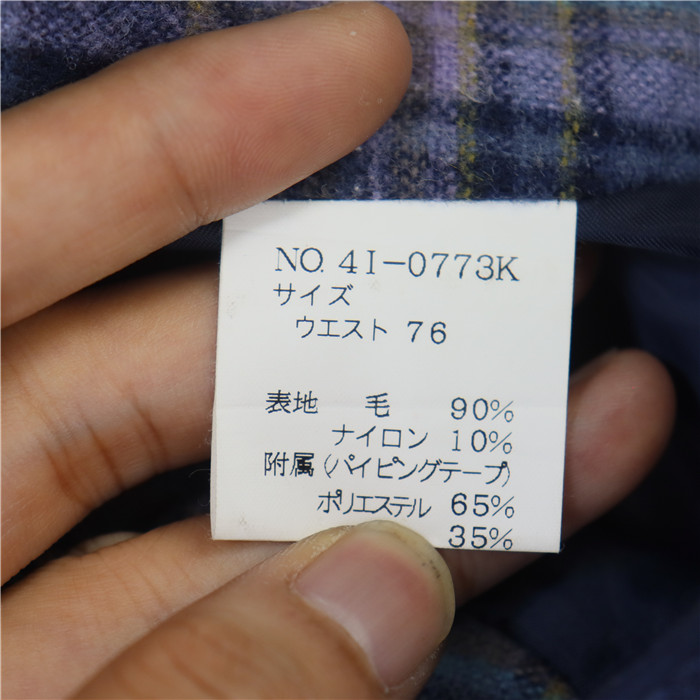 NO. 4I-0773K
サイズ
ウエスト 76
表地 毛 90%
ナイロン 10%
附属(パイピングテープ)
ポリエステル 65%
35%